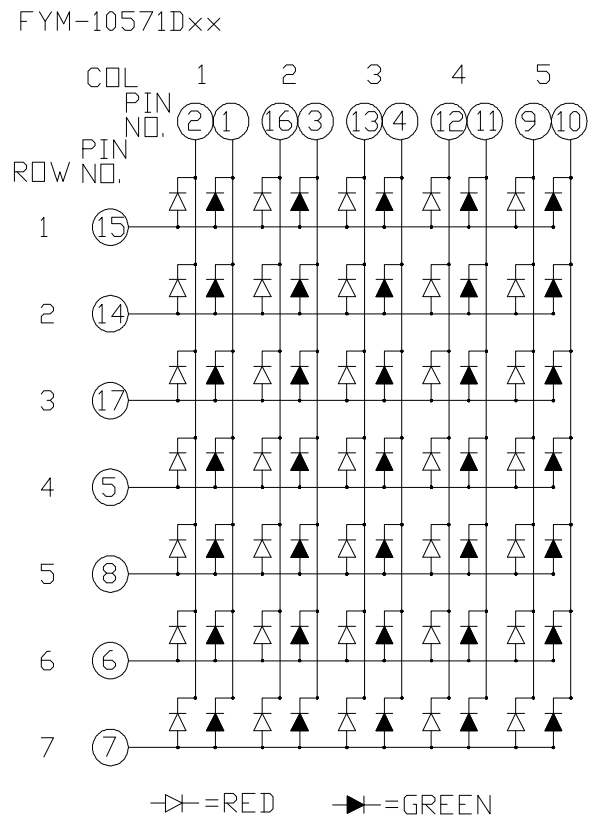 FYM-10571Dxx
COL 1 2 3 4 5
PIN NO. 2 1 16 3 13 4 12 11 9 10
ROW PIN NO.
1 15
2 14
3 17
4 5
5 8
6 6
7 7
=RED =GREEN